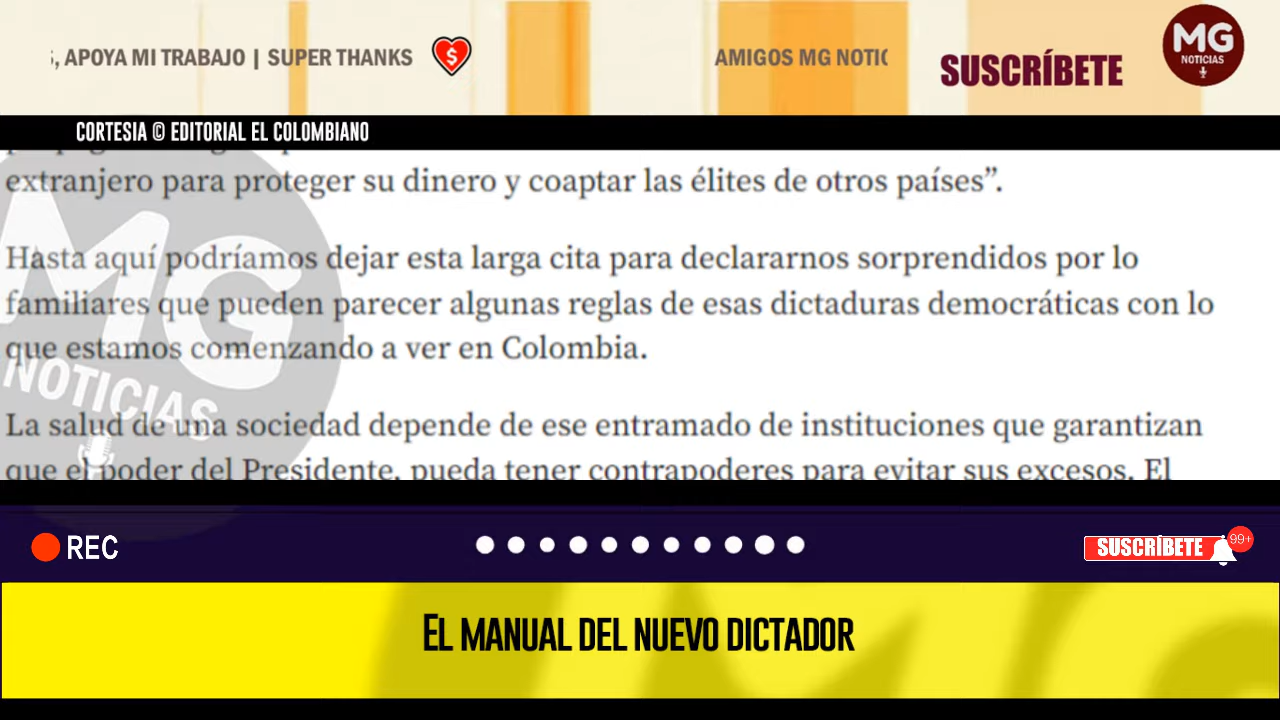 , APOYA MI TRABAJO | SUPER THANKS
$
AMIGOS MG NOTIC
SUSCRÍBETE
MG
NOTICIAS
CORTESIA © EDITORIAL EL COLOMBIANO
extranjero para proteger su dinero y coaptar las élites de otros países”.
Hasta aquí podríamos dejar esta larga cita para declararnos sorprendidos por lo
familiares que pueden parecer algunas reglas de esas dictaduras democráticas con lo
que estamos comenzando a ver en Colombia.
La salud de una sociedad depende de ese entramado de instituciones que garantizan
que el poder del Presidente, pueda tener contrapoderes para evitar sus excesos. El
MG
NOTICIAS
REC
SUSCRÍBETE
99+
EL MANUAL DEL NUEVO DICTADOR